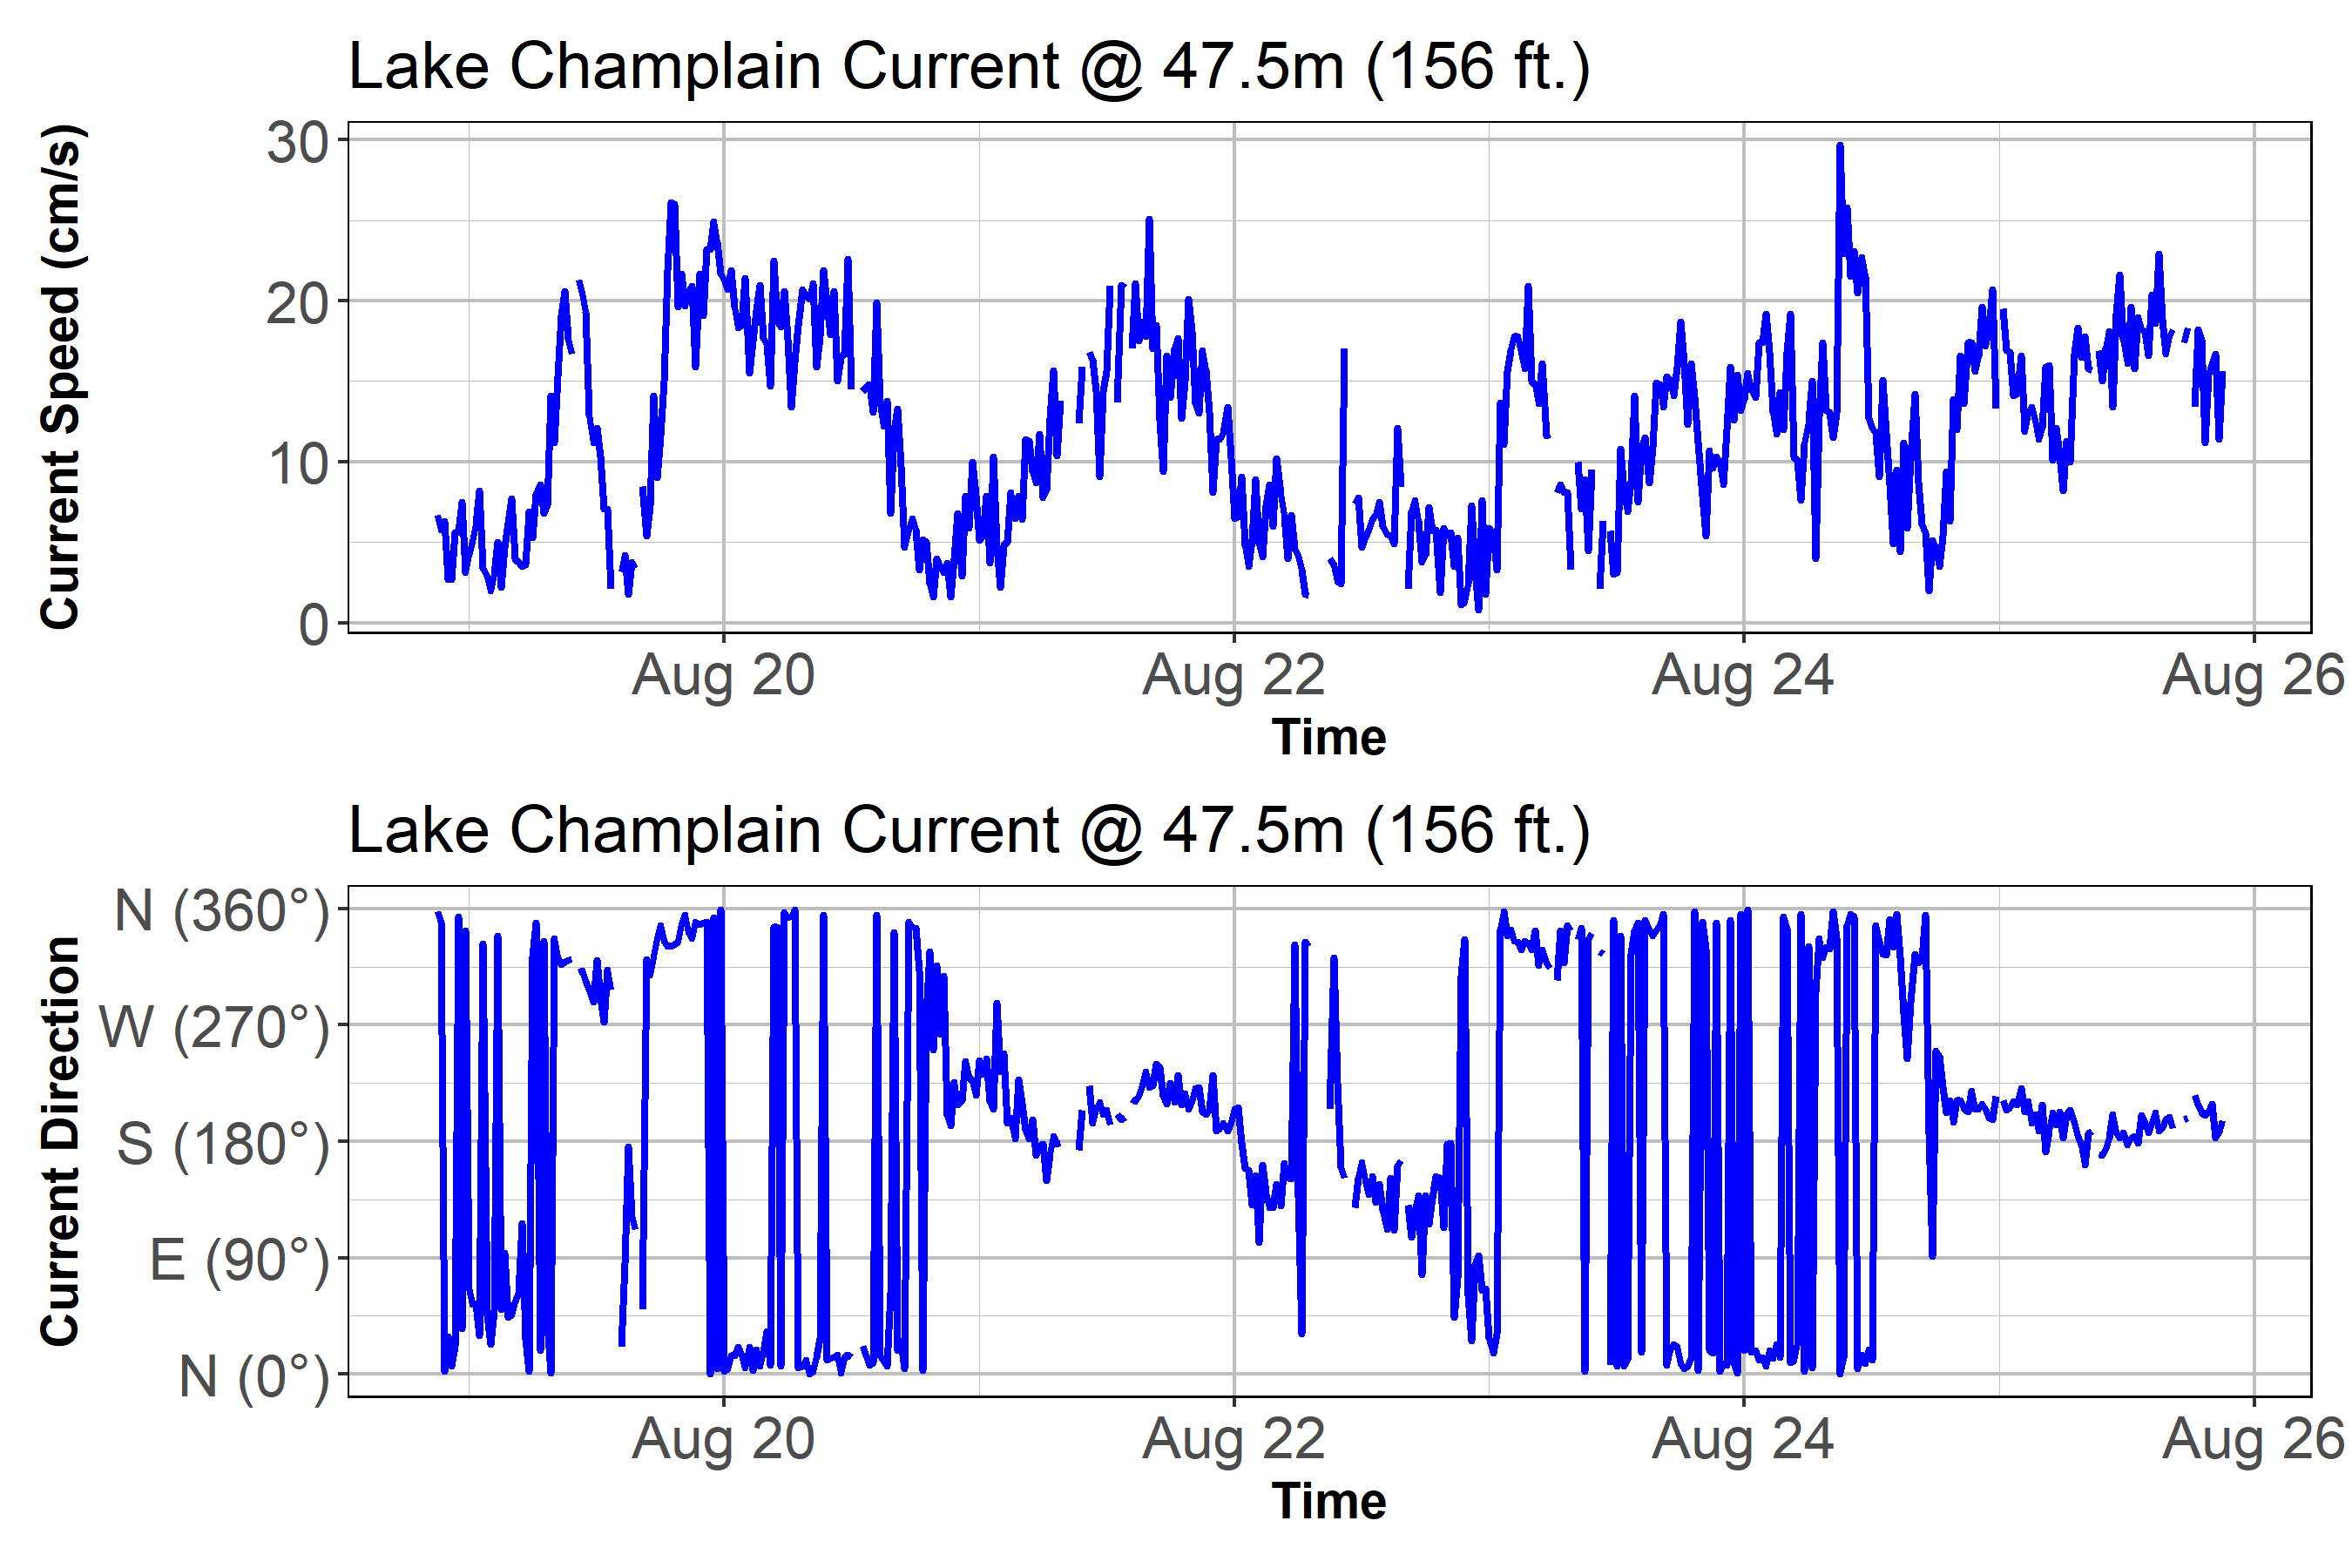 Lake Champlain Current @ 47.5m (156 ft.)
Current Speed (cm/s)
30
20
10
0
Aug 20 Aug 22 Aug 24 Aug 26
Time
Lake Champlain Current @ 47.5m (156 ft.)
Current Direction
N (360°)
W (270°)
S (180°)
E (90°)
N (0°)
Aug 20 Aug 22 Aug 24 Aug 26
Time